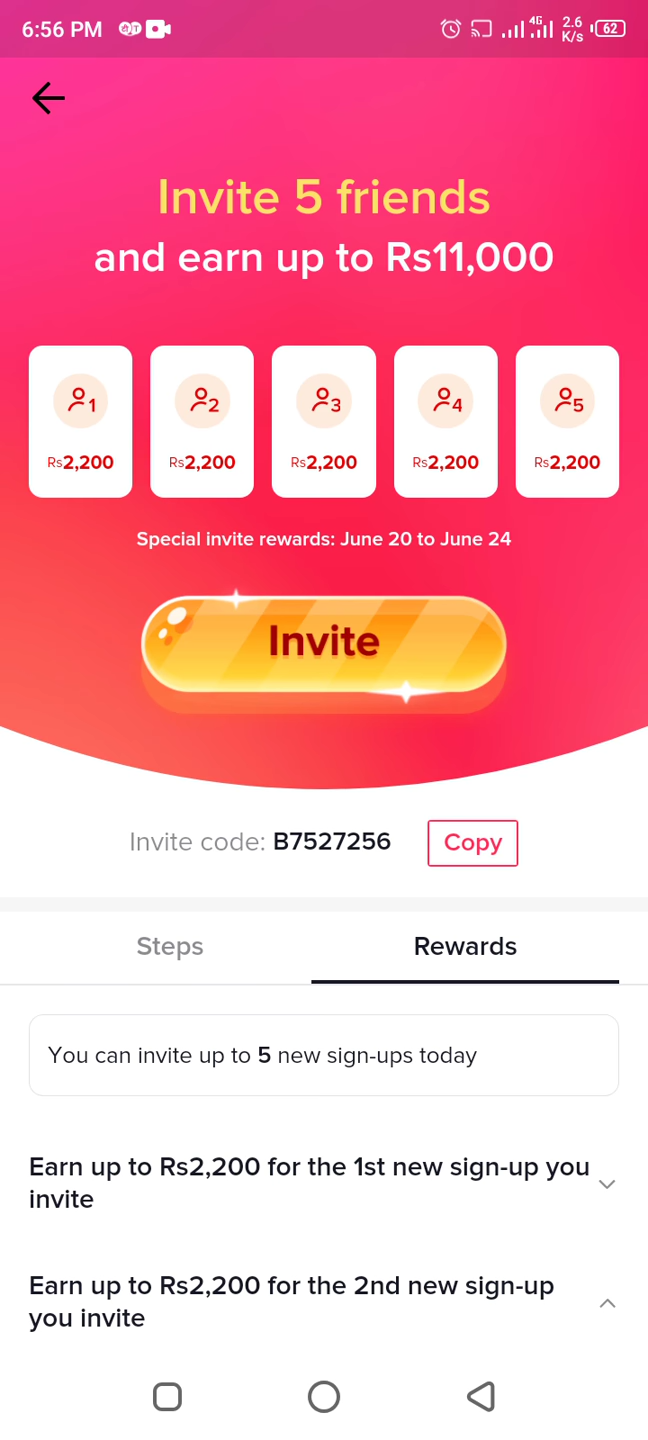 6:56 PM
4G 2.6 K/s 62
Invite 5 friends
and earn up to Rs11,000
1 2 3 4 5
Rs2,200 Rs2,200 Rs2,200 Rs2,200 Rs2,200
Special invite rewards: June 20 to June 24
Invite
Invite code: B7527256 Copy
Steps Rewards
You can invite up to 5 new sign-ups today
Earn up to Rs2,200 for the 1st new sign-up you
invite
Earn up to Rs2,200 for the 2nd new sign-up
you invite